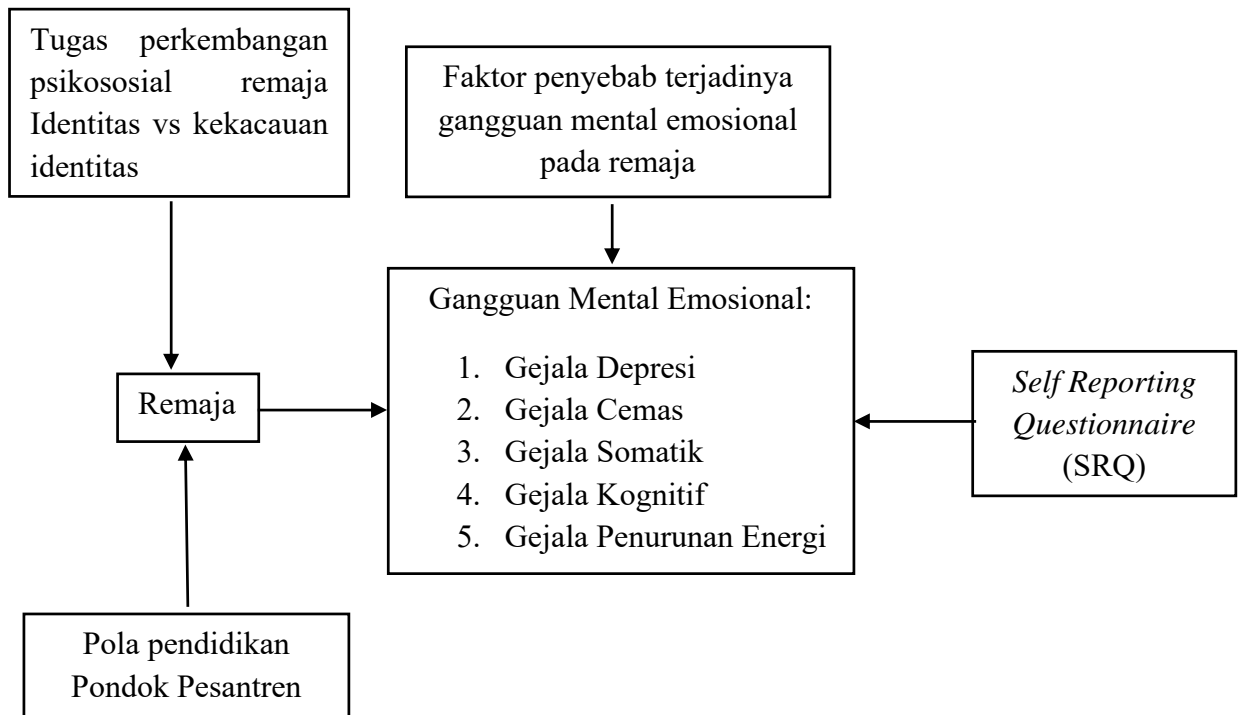 Tugas perkembangan
psikososial remaja
Identitas vs kekacauan
identitas
Faktor penyebab terjadinya
gangguan mental emosional
pada remaja
Gangguan Mental Emosional:
1. Gejala Depresi
2. Gejala Cemas
3. Gejala Somatik
4. Gejala Kognitif
5. Gejala Penurunan Energi
Remaja
Self Reporting
Questionnaire
(SRQ)
Pola pendidikan
Pondok Pesantren